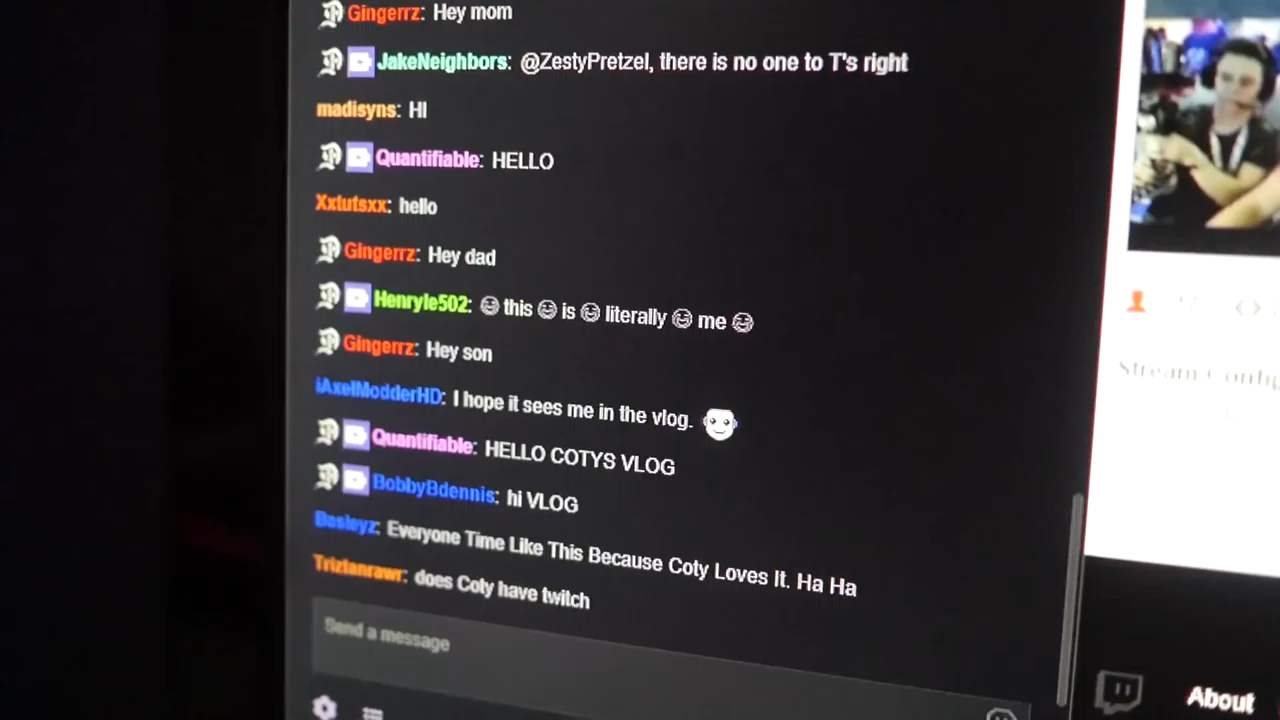 Gingerrz: Hey mom
JakeNeighbors: @ZestyPretzel, there is no one to T's right
madisyns: HI
Quantifiable: HELLO
Xxtutsxx: hello
Gingerrz: Hey dad
Henryle502: 😂 this 😂 is 😂 literally 😂 me 😂
Gingerrz: Hey son
iAxelModderHD: I hope it sees me in the vlog.
Quantifiable: HELLO COTYS VLOG
BobbyBdennis: hi VLOG
Basleyz: Everyone Time Like This Because Coty Loves It. Ha Ha
Triztanrawr: does Coty have twitch
Send a message
Stream Config
About